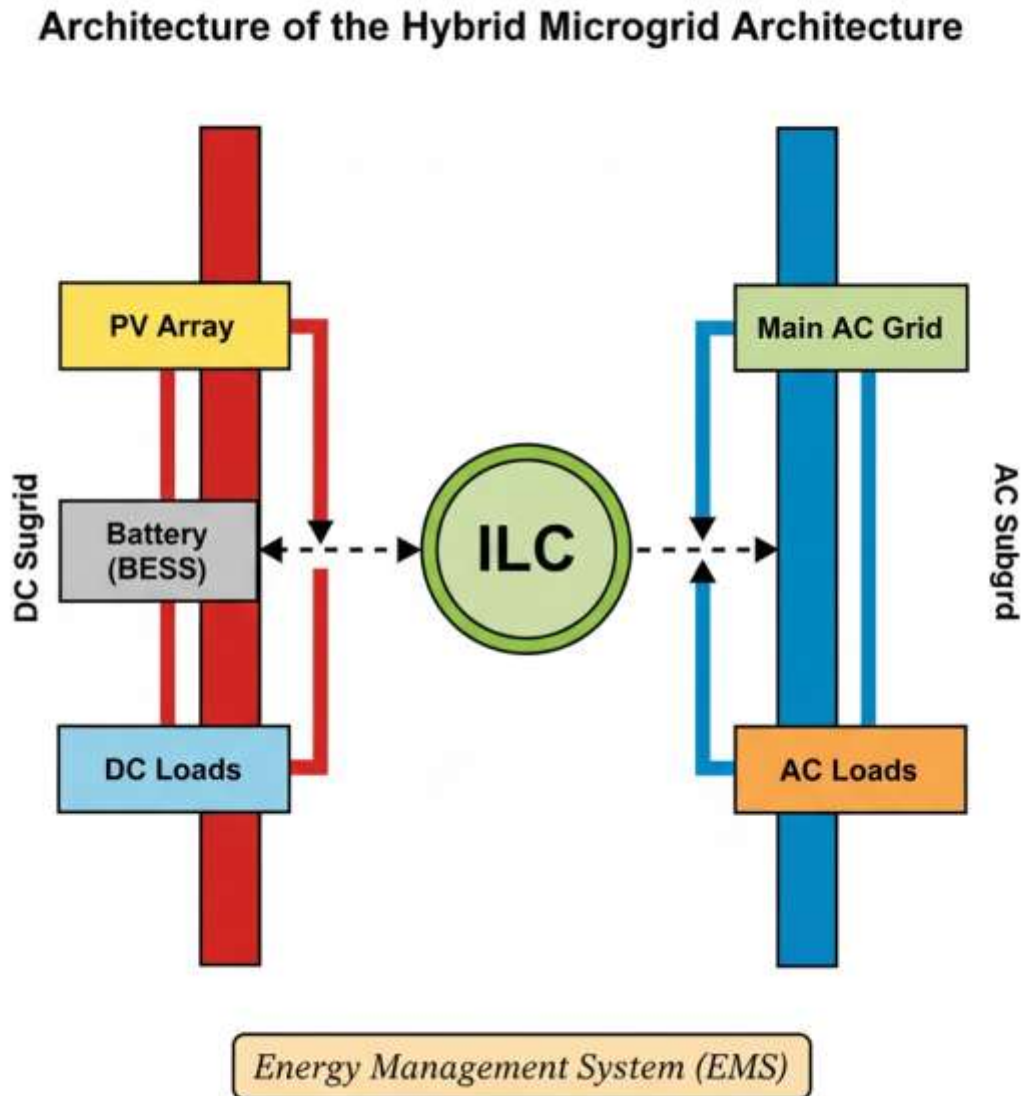 Architecture of the Hybrid Microgrid Architecture
PV Array
Main AC Grid
DC Sugrid
Battery
(BESS)
ILC
AC Subgrd
DC Loads
AC Loads
Energy Management System (EMS)